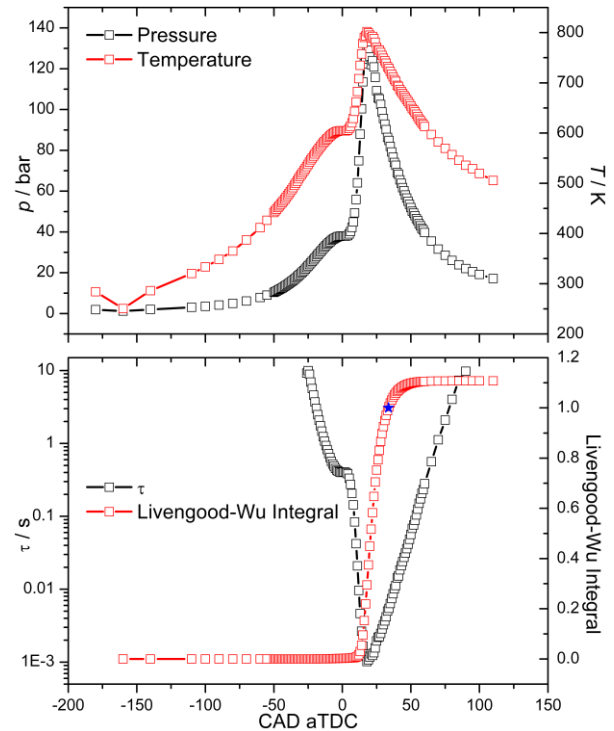 Pressure
Temperature
p / bar
T / K
140
120
100
80
60
40
20
0
800
700
600
500
400
300
200
τ
Livengood-Wu Integral
τ / s
Livengood-Wu Integral
10
1
0.1
0.01
1E-3
1.2
1.0
0.8
0.6
0.4
0.2
0.0
-200 -150 -100 -50 0 50 100 150
CAD aTDC